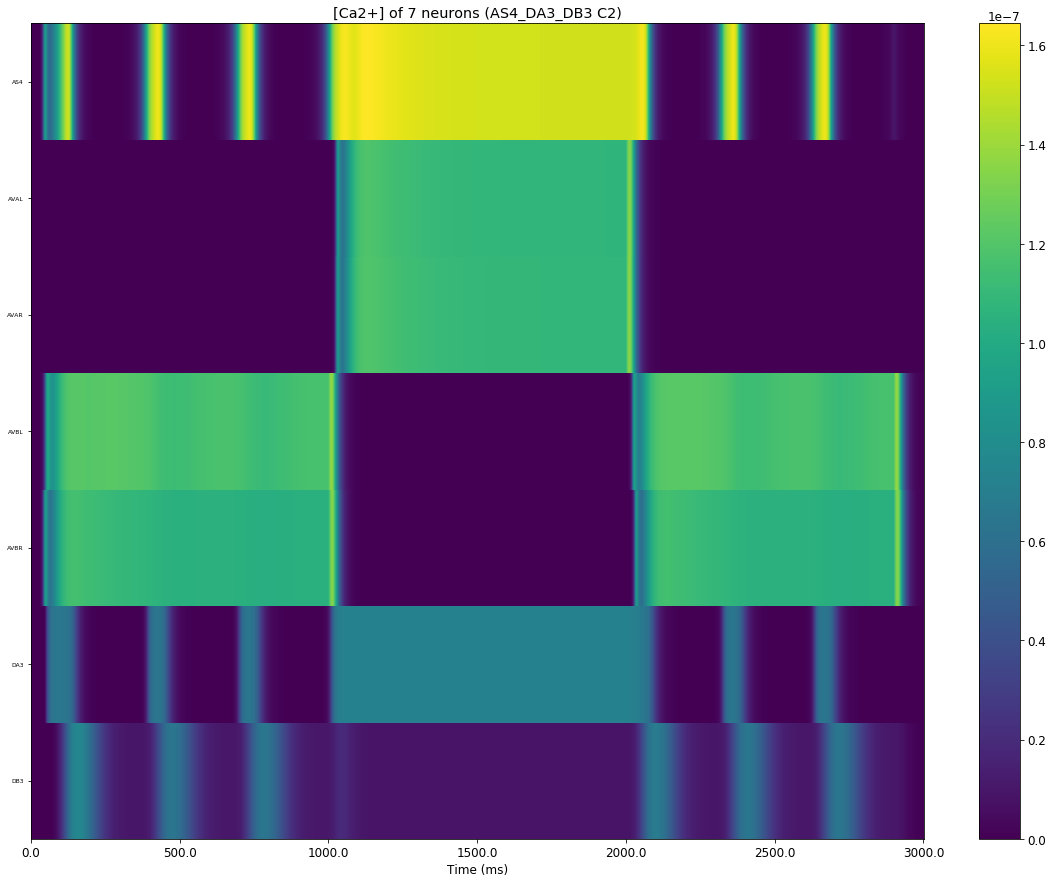 [Ca2+] of 7 neurons (AS4_DA3_DB3 C2)
1e−7
AS4
AVAL
AVAR
AVBL
AVBR
DA3
DB3
0.0 500.0 1000.0 1500.0 2000.0 2500.0 3000.0
Time (ms)
1.6
1.4
1.2
1.0
0.8
0.6
0.4
0.2
0.0